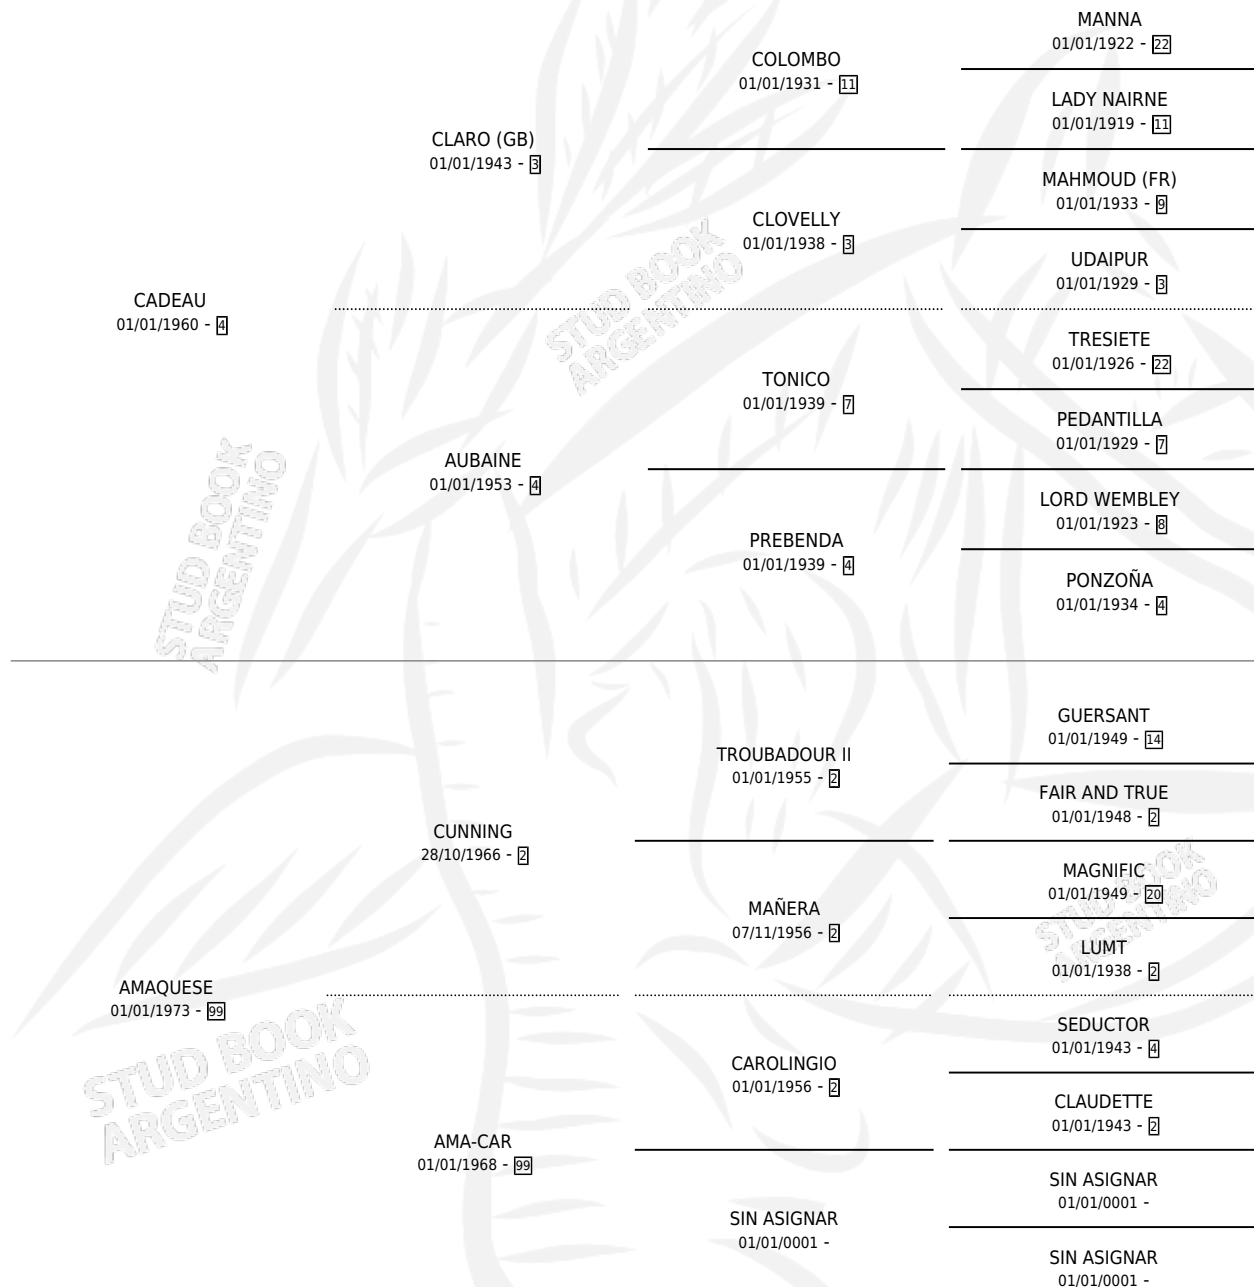 MANNA
01/01/1922 - 22
COLOMBO
01/01/1931 - 11
LADY NAIRNE
01/01/1919 - 11
CLARO (GB)
01/01/1943 - 3
MAHMOUD (FR)
01/01/1933 - 9
CLOVELLY
01/01/1938 - 3
UDAIPUR
01/01/1929 - 3
CADEAU
01/01/1960 - 4
STUD BOOK
ARGENTINO
TRESIETE
01/01/1926 - 22
TONICO
01/01/1939 - 7
PEDANTILLA
01/01/1929 - 7
AUBAINE
01/01/1953 - 4
LORD WEMBLEY
01/01/1923 - 8
PREBENDA
01/01/1939 - 4
PONZOÑA
01/01/1934 - 4
STUD BOOK
ARGENTINO
GUERSANT
01/01/1949 - 14
TROUBADOUR II
01/01/1955 - 2
FAIR AND TRUE
01/01/1948 - 2
CUNNING
28/10/1966 - 2
MAGNIFIC
01/01/1949 - 20
MAÑERA
07/11/1956 - 2
LUMT
01/01/1938 - 2
STUD BOOK
ARGENTINO
AMAQUESE
01/01/1973 - 99
SEDUCTOR
01/01/1943 - 4
CAROLINGIO
01/01/1956 - 2
CLAUDETTE
01/01/1943 - 2
STUD BOOK
ARGENTINO
AMA-CAR
01/01/1968 - 99
SIN ASIGNAR
01/01/0001 -
SIN ASIGNAR
01/01/0001 -
SIN ASIGNAR
01/01/0001 -